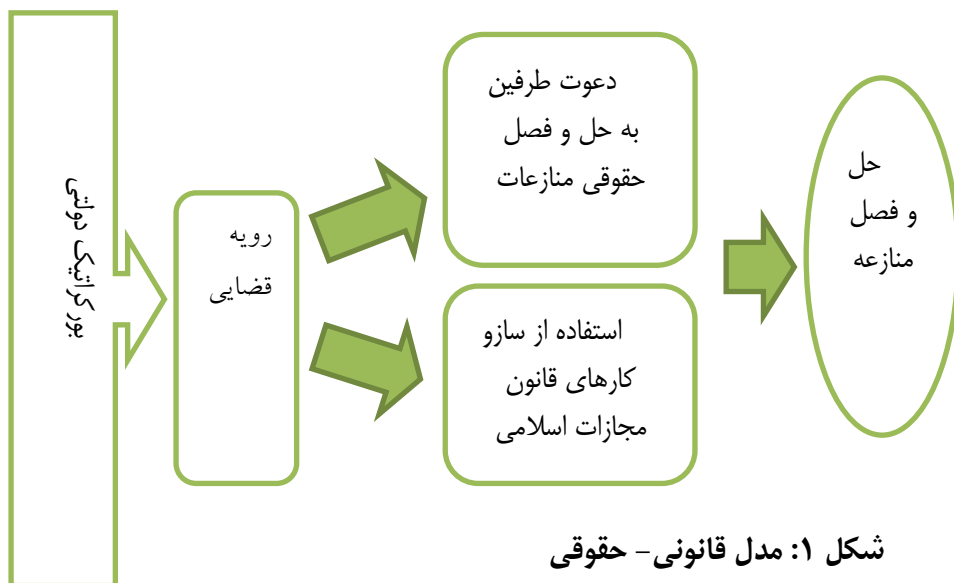 بورکراتیک دولتی
رویه
قضایی
دعوت طرفین
به حل و فصل
حقوقی منازعات
استفاده از سازو
کارهای قانون
مجازات اسلامی
حل
و فصل
منازعه
شکل ۱: مدل قانونی- حقوقی